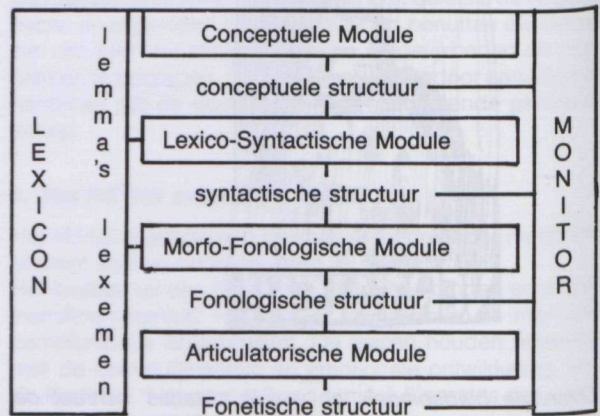 LEXICON
lemma's lexemen
Conceptuele Module
conceptuele structuur
Lexico-Syntactische Module
syntactische structuur
Morfo-Fonologische Module
Fonologische structuur
Articulatorische Module
Fonetische structuur
MONITOR